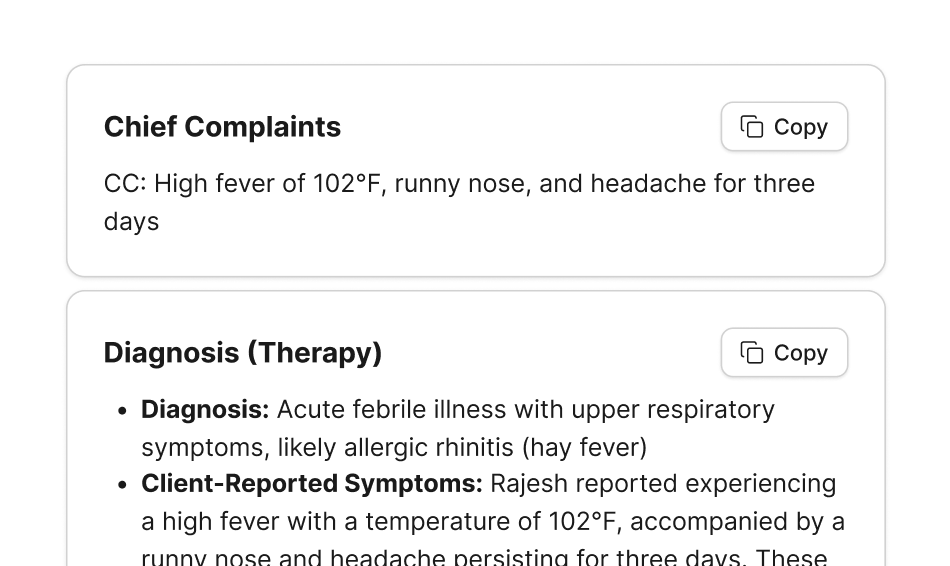 Chief Complaints
Copy
CC: High fever of 102°F, runny nose, and headache for three
days
Diagnosis (Therapy)
Copy
• Diagnosis: Acute febrile illness with upper respiratory
symptoms, likely allergic rhinitis (hay fever)
• Client-Reported Symptoms: Rajesh reported experiencing
a high fever with a temperature of 102°F, accompanied by a
runny nose and headache persisting for three days. These